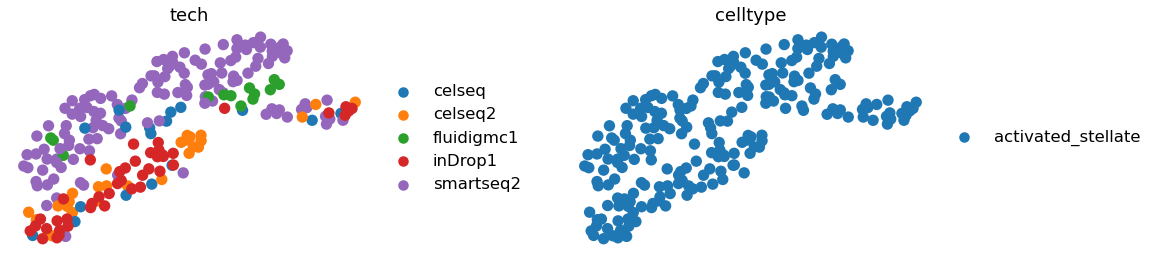 tech
celseq
celseq2
fluidigmc1
inDrop1
smartseq2
celltype
activated_stellate